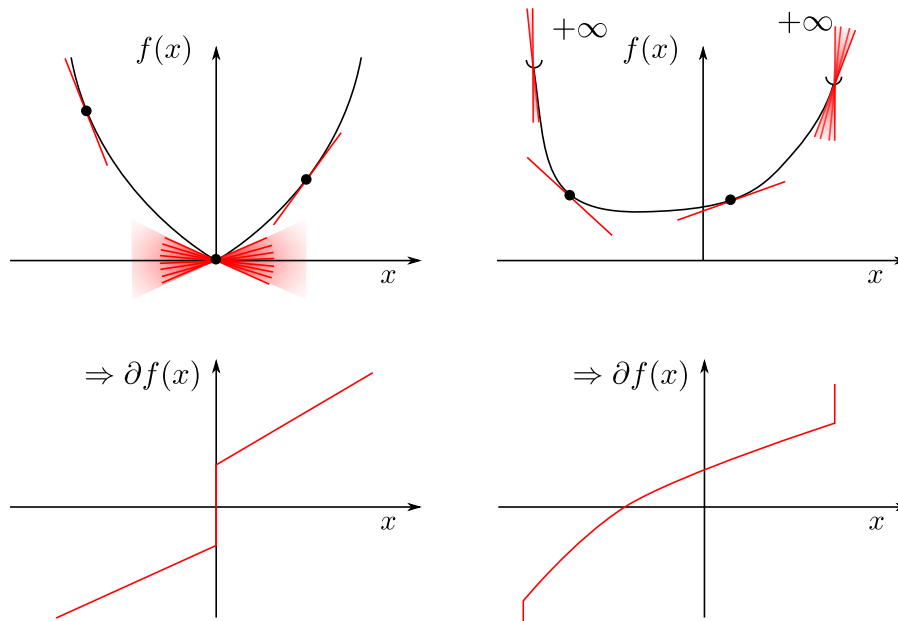 f(x)
x
+∞
f(x)
+∞
x
⇒ ∂f(x)
x
⇒ ∂f(x)
x